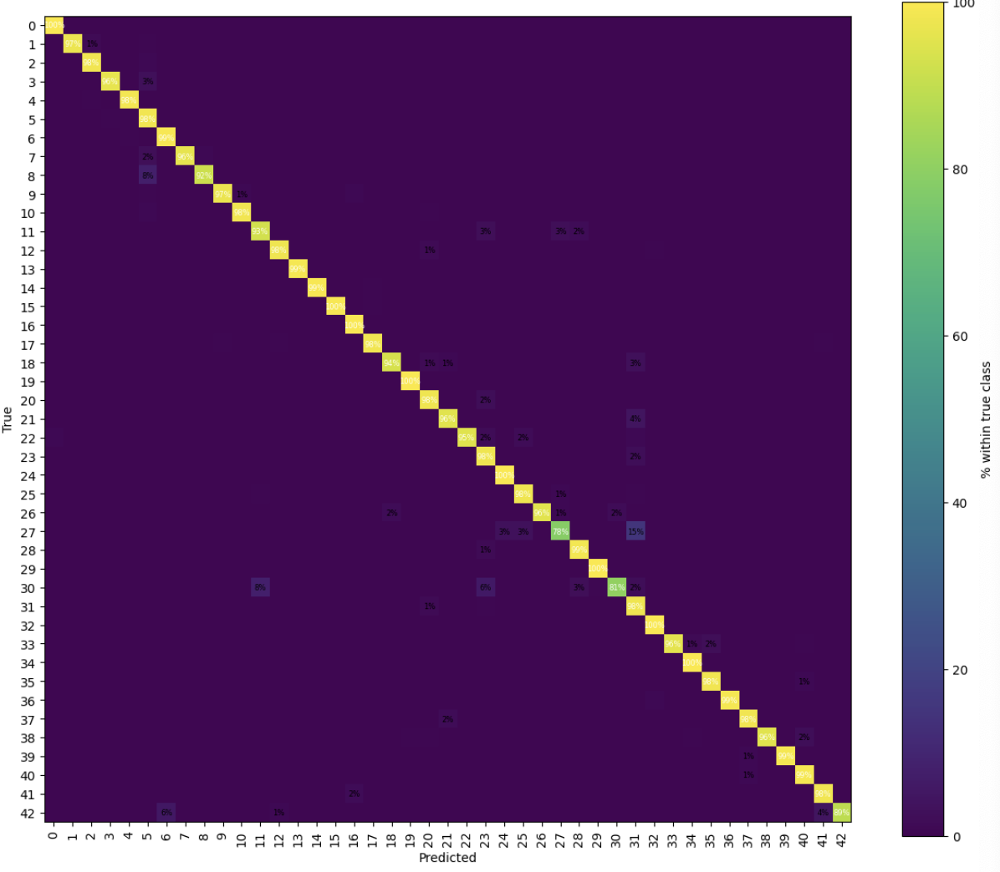 100
0 100%
1 97% 1%
2 98%
3 96% 3%
4 98%
5 98%
6 99%
7 2% 96%
80
8 8% 92%
9 97% 1%
10 98%
11 93% 3% 3% 2%
12 98% 1%
13 99%
14 99%
15 100%
16 100%
60
17 98%
18 94% 1% 1% 3%
19 100%
20 98% 2%
True
21 96% 4%
% within true class
22 95% 2% 2%
23 98% 2%
24 100%
25 98% 1%
40
26 2% 96% 1% 2%
27 3% 3% 78% 15%
28 1% 99%
29 100%
30 8% 6% 3% 81% 2%
31 1% 98%
32 100%
33 96% 1% 2%
34 100%
20
35 98% 1%
36 99%
37 2% 98%
38 96% 2%
39 1% 99%
40 1% 99%
41 2% 98%
42 6% 1% 4% 89%
0
0 1 2 3 4 5 6 7 8 9 10 11 12 13 14 15 16 17 18 19 20 21 22 23 24 25 26 27 28 29 30 31 32 33 34 35 36 37 38 39 40 41 42
Predicted